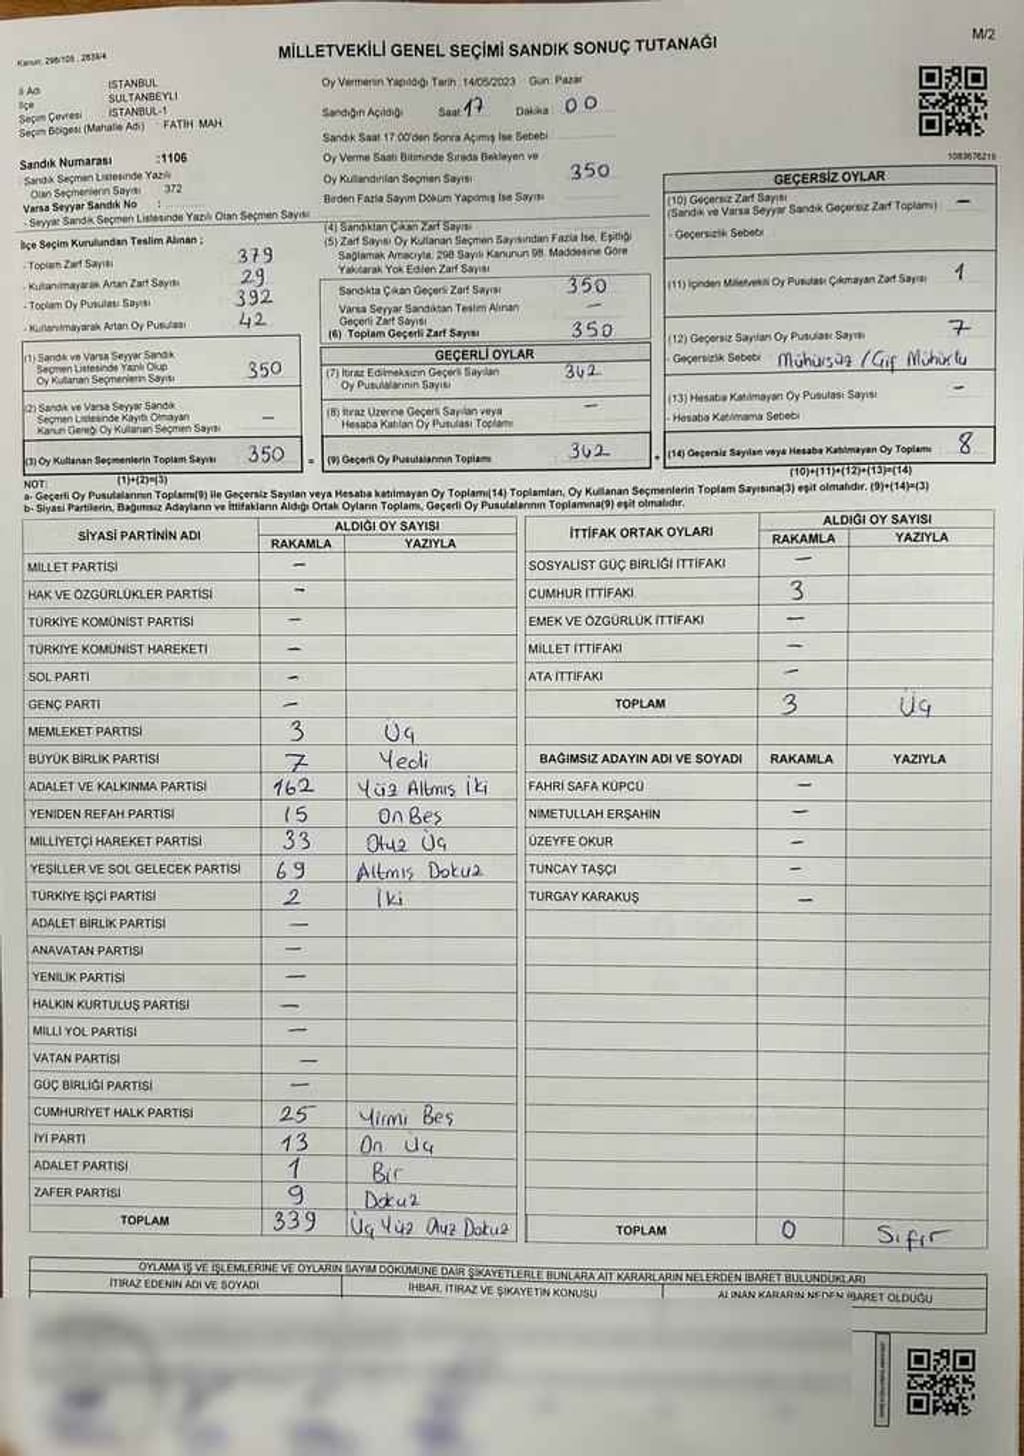 Kanun: 298/105 , 2839/4
MİLLETVEKİLİ GENEL SEÇİMİ SANDIK SONUÇ TUTANAĞI
M/2
İl Adı İSTANBUL
İlçe SULTANBEYLİ
Seçim Çevresi İSTANBUL-1
Seçim Bölgesi (Mahalle Adı) FATİH MAH
Sandık Numarası :1106
Sandık Seçmen Listesinde Yazılı
Olan Seçmenlerin Sayısı 372
Varsa Seyyar Sandık No :
- Seyyar Sandık Seçmen Listesinde Yazılı Olan Seçmen Sayısı
Oy Vermenin Yapıldığı Tarih :14/05/2023 Gün: Pazar
Sandığın Açıldığı Saat 17 Dakika : 00
Sandık Saat 17:00'den Sonra Açımış İse Sebebi
Oy Verme Saati Bitiminde Sırada Bekleyen ve
Oy Kullandırılan Seçmen Sayısı 350
Birden Fazla Sayım Döküm Yapılmış İse Sayısı
1083676216
İlçe Seçim Kurulundan Teslim Alınan ;
- Toplam Zarf Sayısı 379
- Kullanılmayarak Artan Zarf Sayısı 29
- Toplam Oy Pusulası Sayısı 392
- Kullanılmayarak Artan Oy Pusulası 42
(1) Sandık ve Varsa Seyyar Sandık
Seçmen Listesinde Yazılı Olup
Oy Kullanan Seçmenlerin Sayısı 350
(2) Sandık ve Varsa Seyyar Sandık
Seçmen Listesinde Kayıtlı Olmayan
Kanun Gereği Oy Kullanan Seçmen Sayısı —
(3) Oy Kullanan Seçmenlerin Toplam Sayısı 350
(1)+(2)=(3)
(4) Sandıktan Çıkan Zarf Sayısı
(5) Zarf Sayısı Oy Kullanan Seçmen Sayısından Fazla İse, Eşitliği
Sağlamak Amacıyla, 298 Sayılı Kanunun 98. Maddesine Göre
Yakılarak Yok Edilen Zarf Sayısı
Sandıkta Çıkan Geçerli Zarf Sayısı 350
Varsa Seyyar Sandıktan Teslim Alınan
Geçerli Zarf Sayısı —
(6) Toplam Geçerli Zarf Sayısı 350
GEÇERLİ OYLAR
(7) İtiraz Edilmeksizin Geçerli Sayılan
Oy Pusulalarının Sayısı 342
(8) İtiraz Üzerine Geçerli Sayılan veya
Hesaba Katılan Oy Pusulası Toplamı —
= (9) Geçerli Oy Pusulalarının Toplamı 342
GEÇERSİZ OYLAR
(10) Geçersiz Zarf Sayısı
(Sandık ve Varsa Seyyar Sandık Geçersiz Zarf Toplamı) —
- Geçersizlik Sebebi
(11) İçinden Milletvekili Oy Pusulası Çıkmayan Zarf Sayısı 1
(12) Geçersiz Sayılan Oy Pusulası Sayısı 7
- Geçersizlik Sebebi Mühürsüz / Çif Mühürlü
(13) Hesaba Katılmayan Oy Pusulası Sayısı —
- Hesaba Katılmama Sebebi
+ (14) Geçersiz Sayılan veya Hesaba Katılmayan Oy Toplamı 8
(10)+(11)+(12)+(13)=(14)
NOT:
a- Geçerli Oy Pusulalarının Toplamı(9) ile Geçersiz Sayılan veya Hesaba katılmayan Oy Toplamı(14) Toplamları, Oy Kullanan Seçmenlerin Toplam Sayısına(3) eşit olmalıdır. (9)+(14)=(3)
b- Siyasi Partilerin, Bağımsız Adayların ve İttifakların Aldığı Ortak Oyların Toplamı, Geçerli Oy Pusulalarının Toplamına(9) eşit olmalıdır.
SİYASİ PARTİNİN ADI ALDIĞI OY SAYISI
RAKAMLA YAZIYLA
MİLLET PARTİSİ —
HAK VE ÖZGÜRLÜKLER PARTİSİ —
TÜRKİYE KOMÜNİST PARTİSİ —
TÜRKİYE KOMÜNİST HAREKETİ —
SOL PARTİ —
GENÇ PARTİ —
MEMLEKET PARTİSİ 3 Üç
BÜYÜK BİRLİK PARTİSİ 7 Yedi
ADALET VE KALKINMA PARTİSİ 162 Yüz Altmış İki
YENİDEN REFAH PARTİSİ 15 On Beş
MİLLİYETÇİ HAREKET PARTİSİ 33 Otuz Üç
YEŞİLLER VE SOL GELECEK PARTİSİ 69 Altmış Dokuz
TÜRKİYE İŞÇİ PARTİSİ 2 İki
ADALET BİRLİK PARTİSİ —
ANAVATAN PARTİSİ —
YENİLİK PARTİSİ —
HALKIN KURTULUŞ PARTİSİ —
MİLLİ YOL PARTİSİ —
VATAN PARTİSİ —
GÜÇ BİRLİĞİ PARTİSİ —
CUMHURİYET HALK PARTİSİ 25 Yirmi Beş
İYİ PARTİ 13 On Üç
ADALET PARTİSİ 1 Bir
ZAFER PARTİSİ 9 Dokuz
TOPLAM 339 Üç Yüz Otuz Dokuz
İTTİFAK ORTAK OYLARI ALDIĞI OY SAYISI
RAKAMLA YAZIYLA
SOSYALİST GÜÇ BİRLİĞİ İTTİFAKI —
CUMHUR İTTİFAKI 3
EMEK VE ÖZGÜRLÜK İTTİFAKI —
MİLLET İTTİFAKI —
ATA İTTİFAKI —
TOPLAM 3 Üç
BAĞIMSIZ ADAYIN ADI VE SOYADI RAKAMLA YAZIYLA
FAHRİ SAFA KÜPCÜ —
NİMETULLAH ERŞAHİN —
ÜZEYFE OKUR —
TUNCAY TAŞÇI —
TURGAY KARAKUŞ —
TOPLAM 0 Sıfır
OYLAMA İŞ VE İŞLEMLERİNE VE OYLARIN SAYIM DÖKÜMÜNE DAİR ŞİKAYETLERLE BUNLARA AİT KARARLARIN NELERDEN İBARET BULUNDUKLARI
İTİRAZ EDENİN ADI VE SOYADI İHBAR, İTİRAZ VE ŞİKAYETİN KONUSU ALINAN KARARIN NEDEN İBARET OLDUĞU